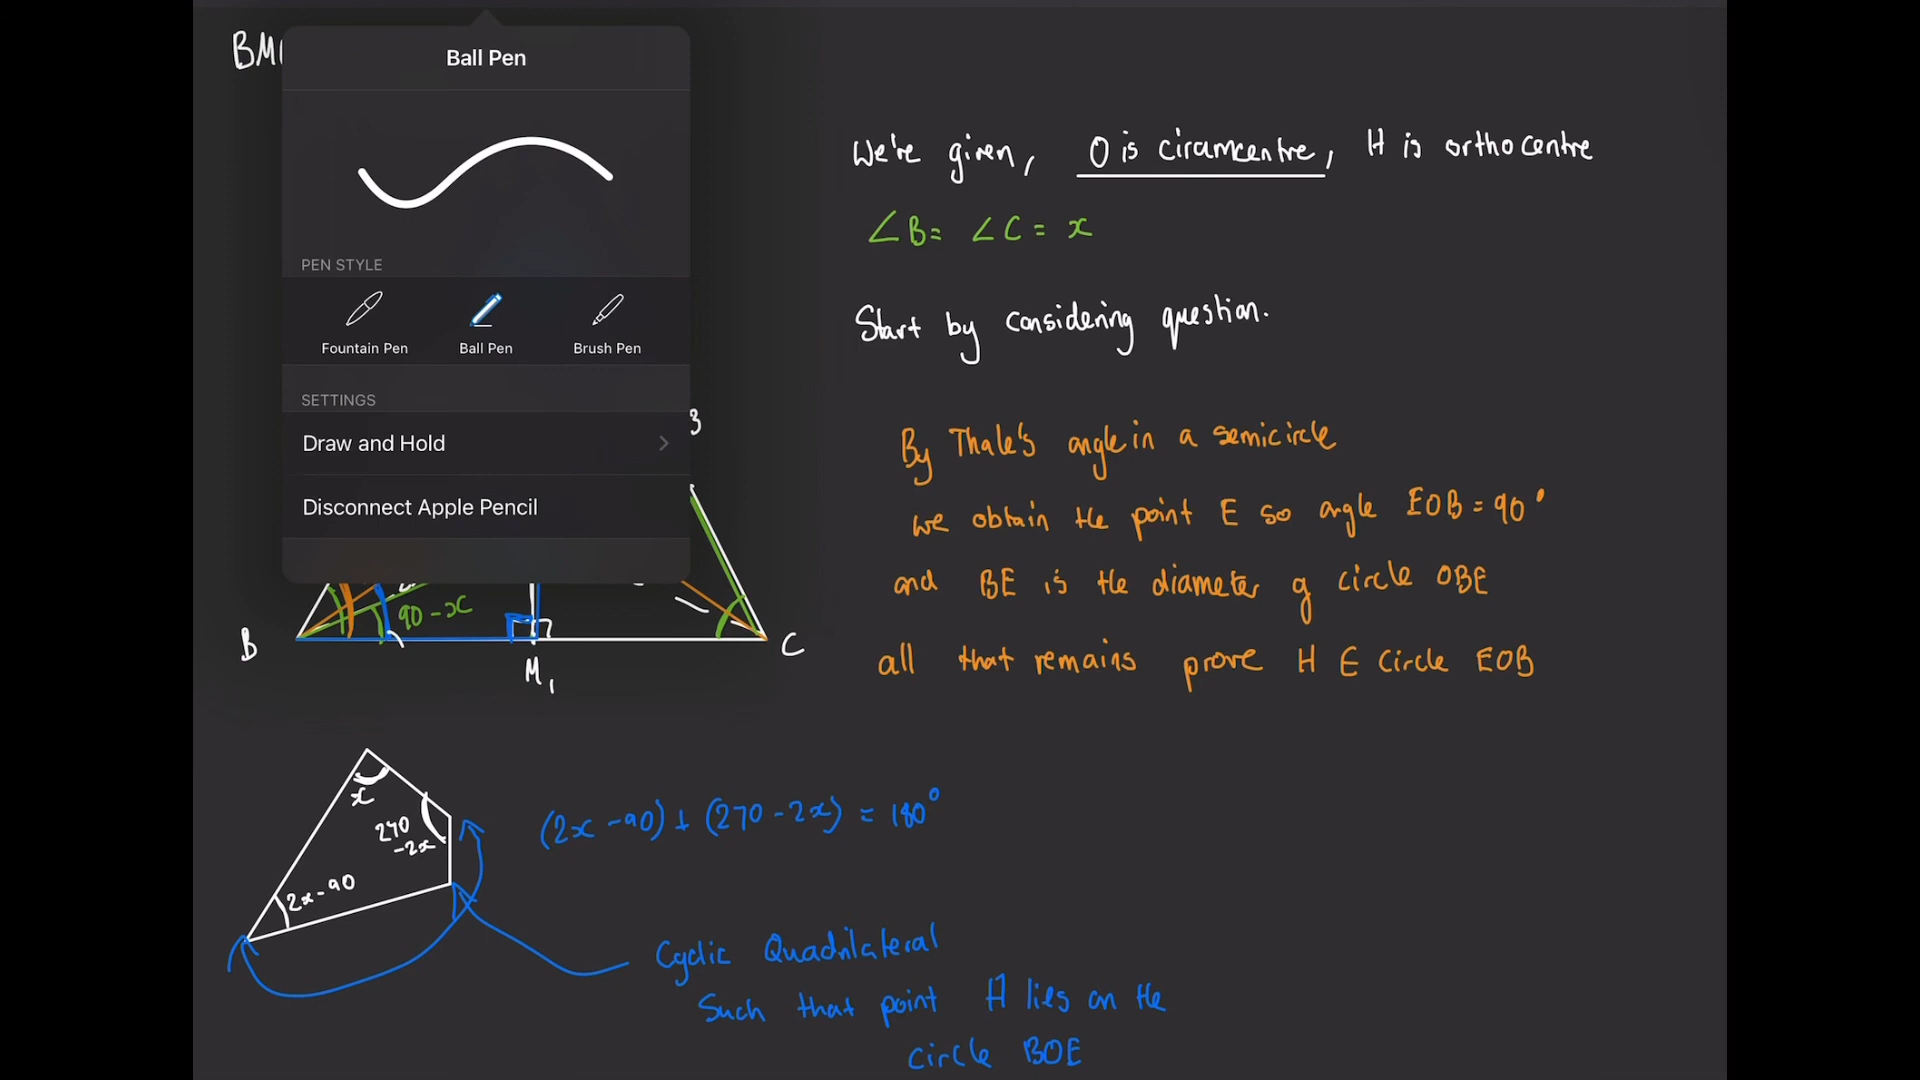 BM
Ball Pen
PEN STYLE
Fountain Pen
Ball Pen
Brush Pen
SETTINGS
Draw and Hold
Disconnect Apple Pencil
We're given, O is circumcentre, H is orthocentre
∠B= ∠C= x
Start by considering question.
By Thale's angle in a semicircle
we obtain the point E so angle EOB=90°
and BE is the diameter of circle OBE
all that remains prove H ∈ circle EOB
90-x
B
M1
C
x
270
-2x
2x-90
(2x-90)+(270-2x)=180°
Cyclic Quadrilateral
Such that point H lies on the
circle BOE